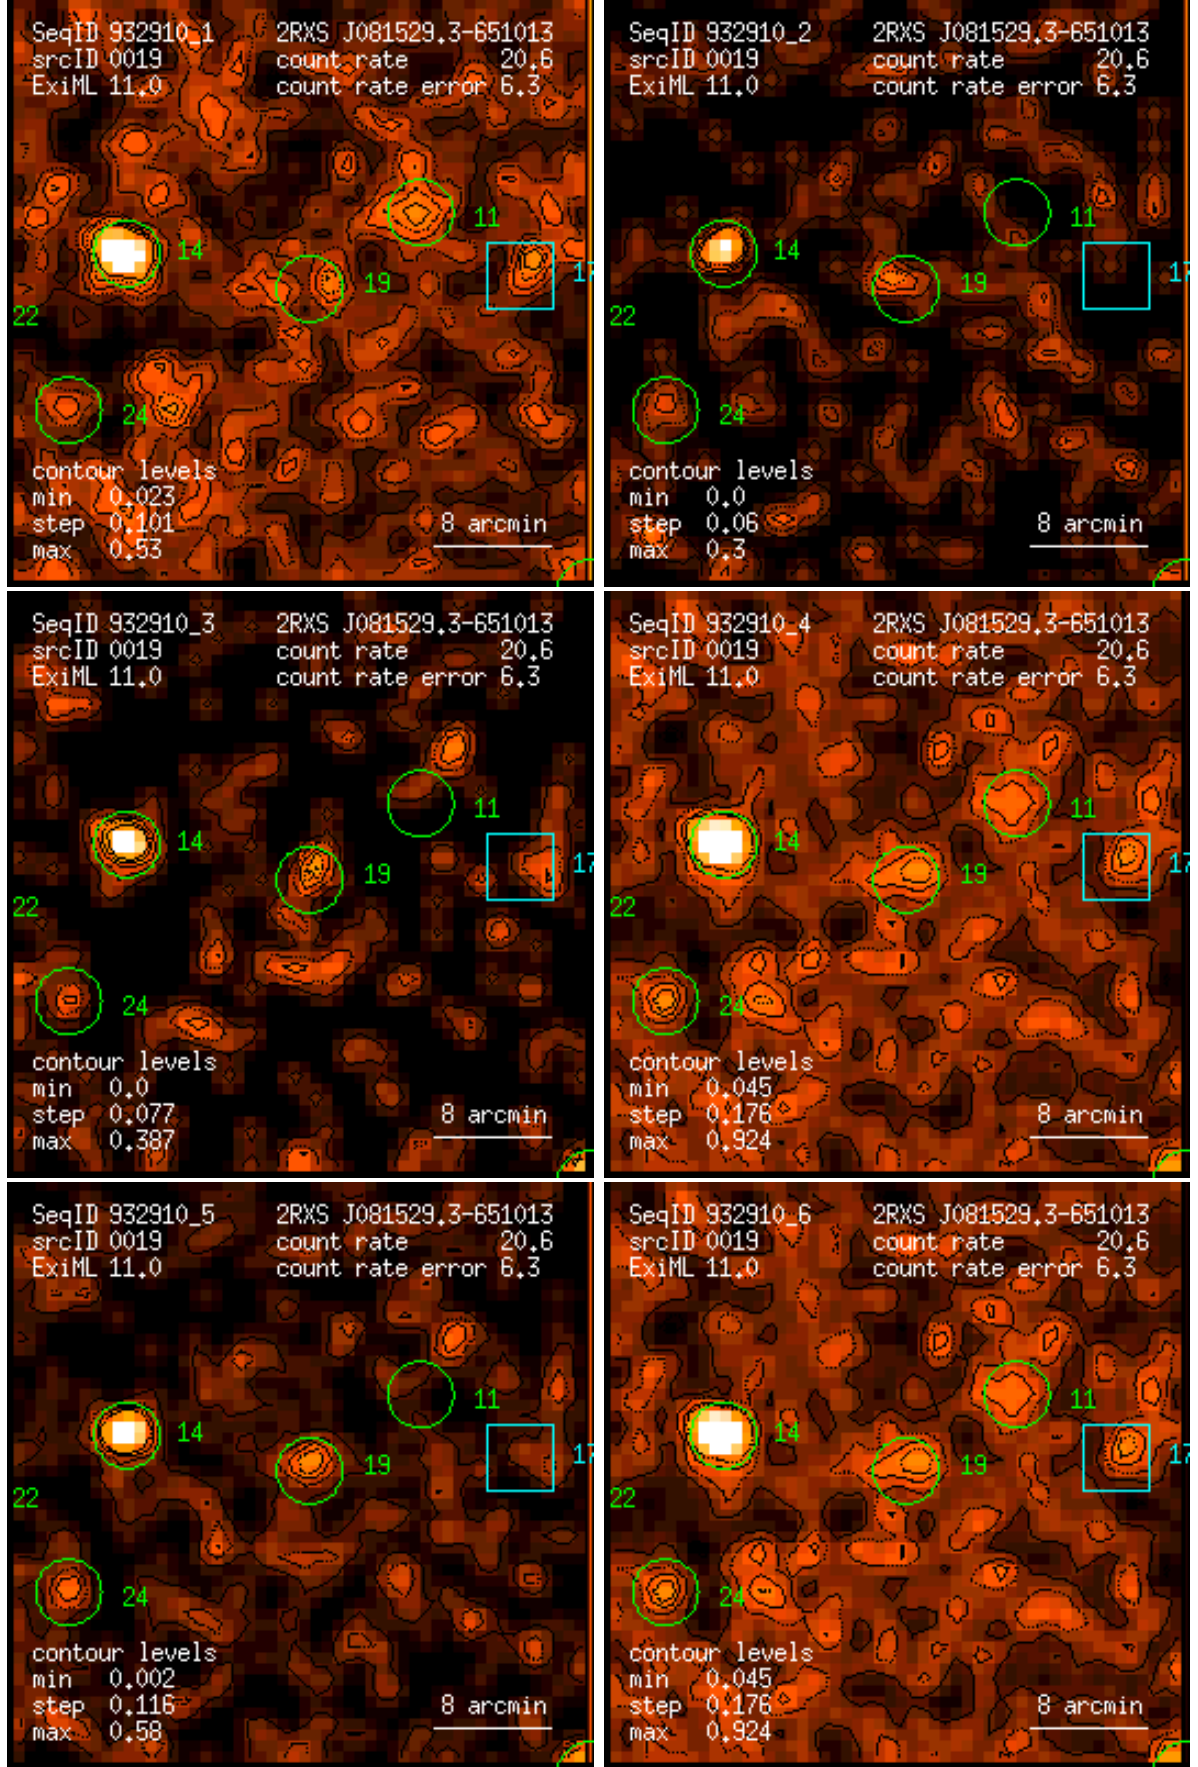 SeqID 932910_1 2RXS J081529.3-651013
srcID 0019 count rate 20.6
ExiML 11.0 count rate error 6.3
11
14
17
19
22
24
contour levels
min 0.023
step 0.101
max 0.53
8 arcmin
SeqID 932910_2 2RXS J081529.3-651013
srcID 0019 count rate 20.6
ExiML 11.0 count rate error 6.3
11
14
17
19
22
24
contour levels
min 0.0
step 0.06
max 0.3
8 arcmin
SeqID 932910_3 2RXS J081529.3-651013
srcID 0019 count rate 20.6
ExiML 11.0 count rate error 6.3
11
14
17
19
22
24
contour levels
min 0.0
step 0.077
max 0.387
8 arcmin
SeqID 932910_4 2RXS J081529.3-651013
srcID 0019 count rate 20.6
ExiML 11.0 count rate error 6.3
11
14
17
19
22
24
contour levels
min 0.045
step 0.176
max 0.924
8 arcmin
SeqID 932910_5 2RXS J081529.3-651013
srcID 0019 count rate 20.6
ExiML 11.0 count rate error 6.3
11
14
17
19
22
24
contour levels
min 0.002
step 0.116
max 0.58
8 arcmin
SeqID 932910_6 2RXS J081529.3-651013
srcID 0019 count rate 20.6
ExiML 11.0 count rate error 6.3
11
14
17
19
22
24
contour levels
min 0.045
step 0.176
max 0.924
8 arcmin